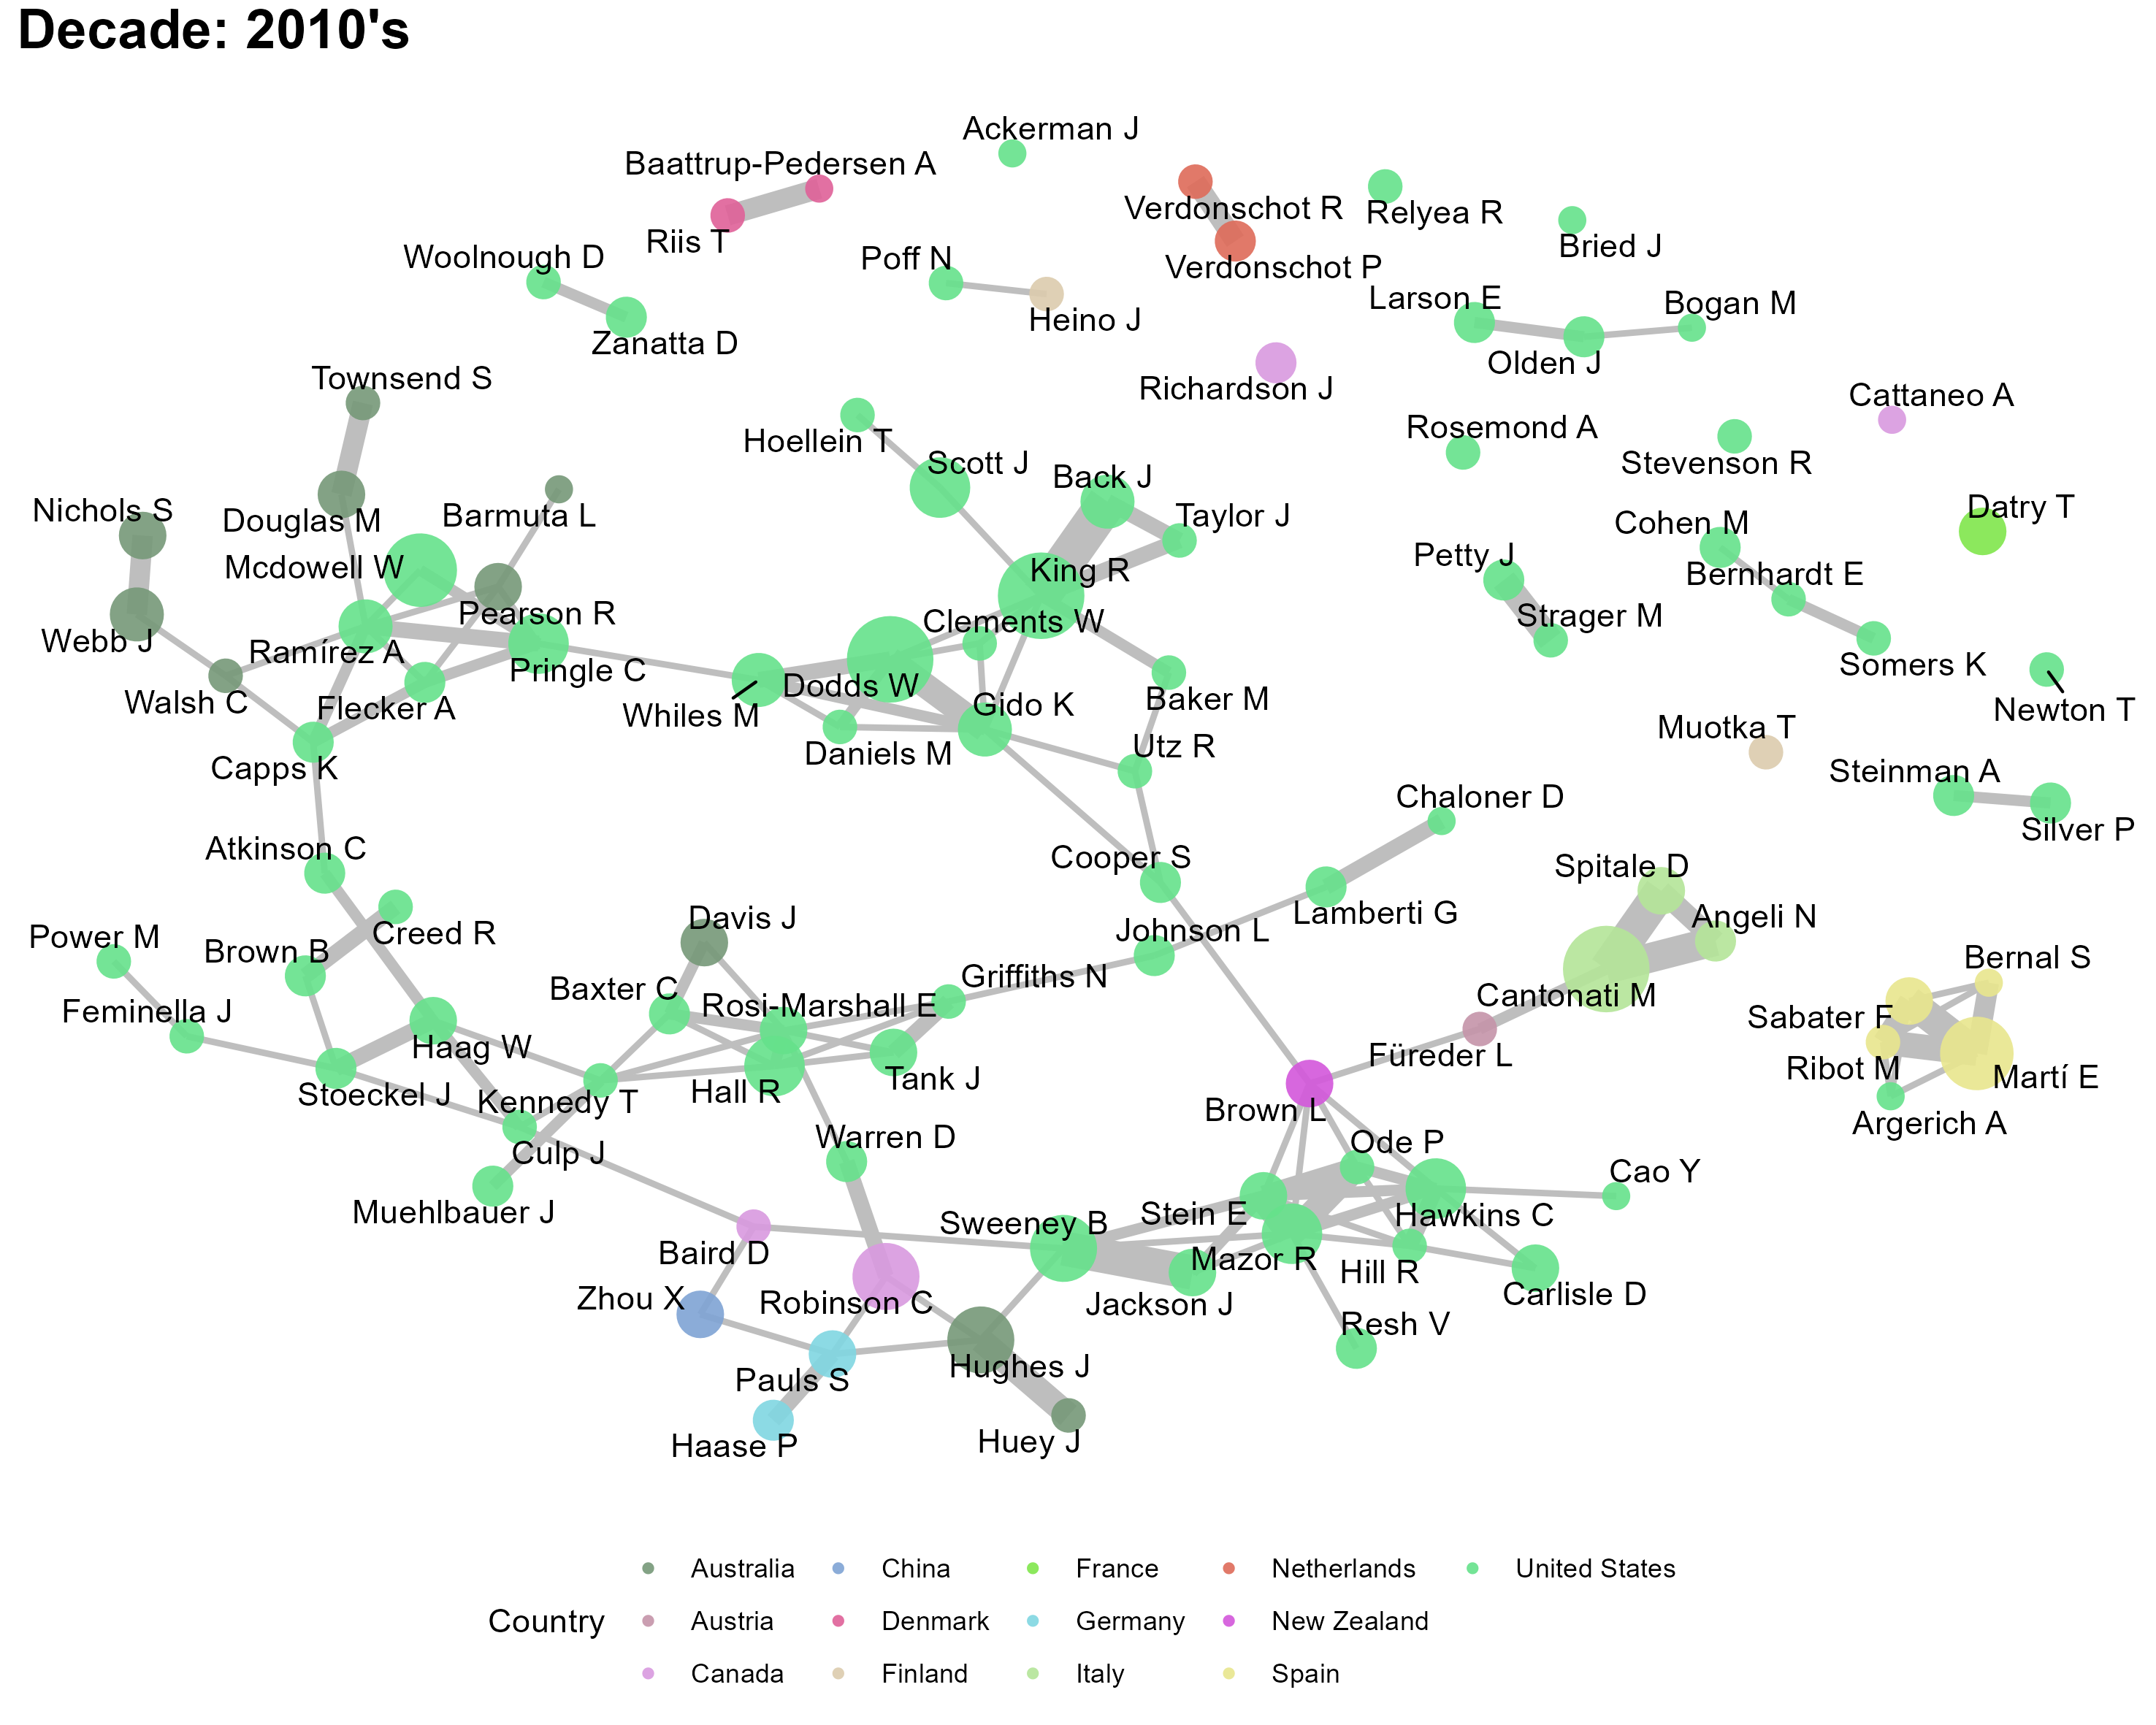 Decade: 2010's
Ackerman J
Baattrup-Pedersen A
Verdonschot R
Relyea R
Riis T
Bried J
Woolnough D
Poff N
Verdonschot P
Larson E
Bogan M
Heino J
Zanatta D
Olden J
Townsend S
Richardson J
Cattaneo A
Hoellein T
Rosemond A
Scott J
Stevenson R
Back J
Nichols S
Douglas M
Barmuta L
Taylor J
Datry T
Cohen M
Mcdowell W
King R
Petty J
Bernhardt E
Pearson R
Clements W
Strager M
Webb J
Ramírez A
Pringle C
Somers K
Walsh C
Flecker A
Whiles M
Dodds W
Gido K
Baker M
Newton T
Muotka T
Daniels M
Utz R
Capps K
Steinman A
Chaloner D
Silver P
Atkinson C
Cooper S
Spitale D
Davis J
Lamberti G
Angeli N
Power M
Creed R
Johnson L
Brown B
Bernal S
Griffiths N
Baxter C
Rosi-Marshall E
Cantonati M
Feminella J
Sabater F
Haag W
Füreder L
Ribot M
Martí E
Tank J
Hall R
Stoeckel J
Kennedy T
Brown L
Argerich A
Warren D
Ode P
Culp J
Cao Y
Muehlbauer J
Stein E
Hawkins C
Sweeney B
Baird D
Mazor R
Hill R
Zhou X
Robinson C
Jackson J
Carlisle D
Resh V
Hughes J
Pauls S
Haase P
Huey J
Country
Australia
Austria
Canada
China
Denmark
Finland
France
Germany
Italy
Netherlands
New Zealand
Spain
United States